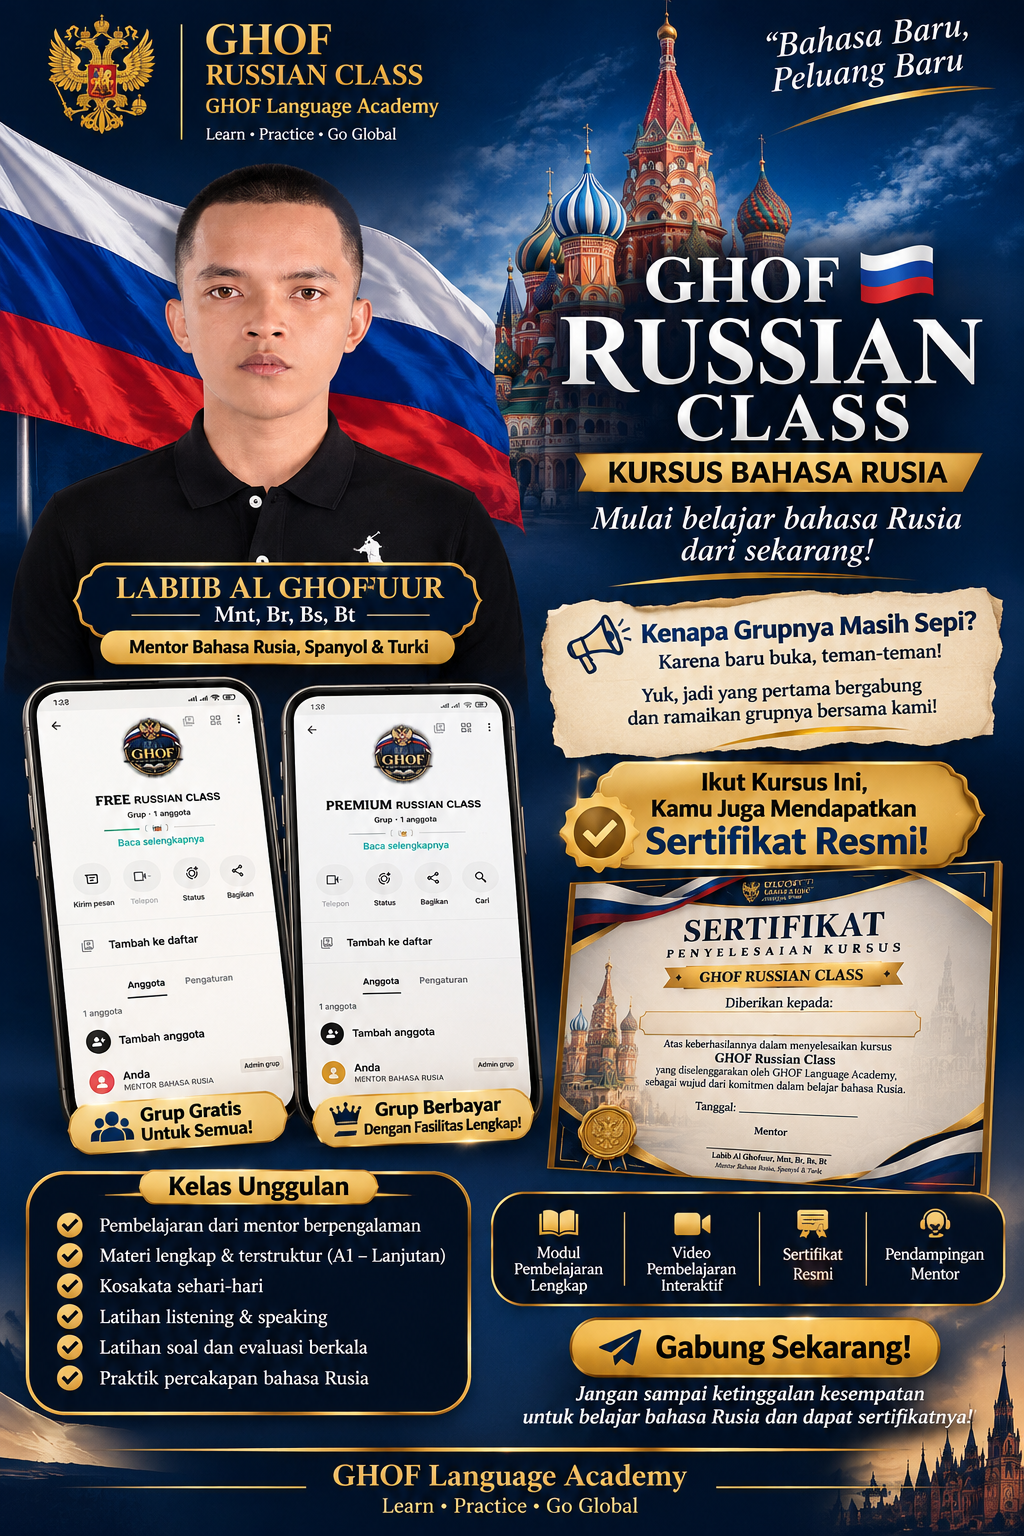 GHOF
RUSSIAN CLASS
GHOF Language Academy
Learn • Practice • Go Global
“Bahasa Baru,
Peluang Baru
GHOF
RUSSIAN
CLASS
KURSUS BAHASA RUSIA
Mulai belajar bahasa Rusia
dari sekarang!
LABIIB AL GHOF'UUR
Mnt, Br, Bs, Bt
Mentor Bahasa Rusia, Spanyol & Turki
Kenapa Grupnya Masih Sepi?
Karena baru buka, teman-teman!
Yuk, jadi yang pertama bergabung
dan ramaikan grupnya bersama kami!
GHOF
FREE RUSSIAN CLASS
Grup · 1 anggota
Baca selengkapnya
Kirim pesan
Telepon
Status
Bagikan
Tambah ke daftar
Anggota
Pengaturan
1 anggota
Tambah anggota
Anda
Admin grup
MENTOR BAHASA RUSIA
Grup Gratis
Untuk Semua!
GHOF
PREMIUM RUSSIAN CLASS
Grup · 1 anggota
Baca selengkapnya
Telepon
Status
Bagikan
Cari
Tambah ke daftar
Anggota
Pengaturan
1 anggota
Tambah anggota
Anda
Admin grup
MENTOR BAHASA RUSIA
Grup Berbayar
Dengan Fasilitas Lengkap!
Ikut Kursus Ini,
Kamu Juga Mendapatkan
Sertifikat Resmi!
SERTIFIKAT
PENYELESAIAN KURSUS
GHOF RUSSIAN CLASS
Diberikan kepada:
Atas keberhasilannya dalam menyelesaikan kursus
GHOF Russian Class
yang diselenggarakan oleh GHOF Language Academy,
sebagai wujud dari komitmen dalam belajar bahasa Rusia.
Tanggal:
Mentor
Labib Al Ghofuur, Mnt, Br, Bs, Bt
Mentor Bahasa Rusia, Spanyol & Turki
Kelas Unggulan
Pembelajaran dari mentor berpengalaman
Materi lengkap & terstruktur (A1 – Lanjutan)
Kosakata sehari-hari
Latihan listening & speaking
Latihan soal dan evaluasi berkala
Praktik percakapan bahasa Rusia
Modul
Pembelajaran
Lengkap
Video
Pembelajaran
Interaktif
Sertifikat
Resmi
Pendampingan
Mentor
Gabung Sekarang!
Jangan sampai ketinggalan kesempatan
untuk belajar bahasa Rusia dan dapat sertifikatnya!
GHOF Language Academy
Learn • Practice • Go Global